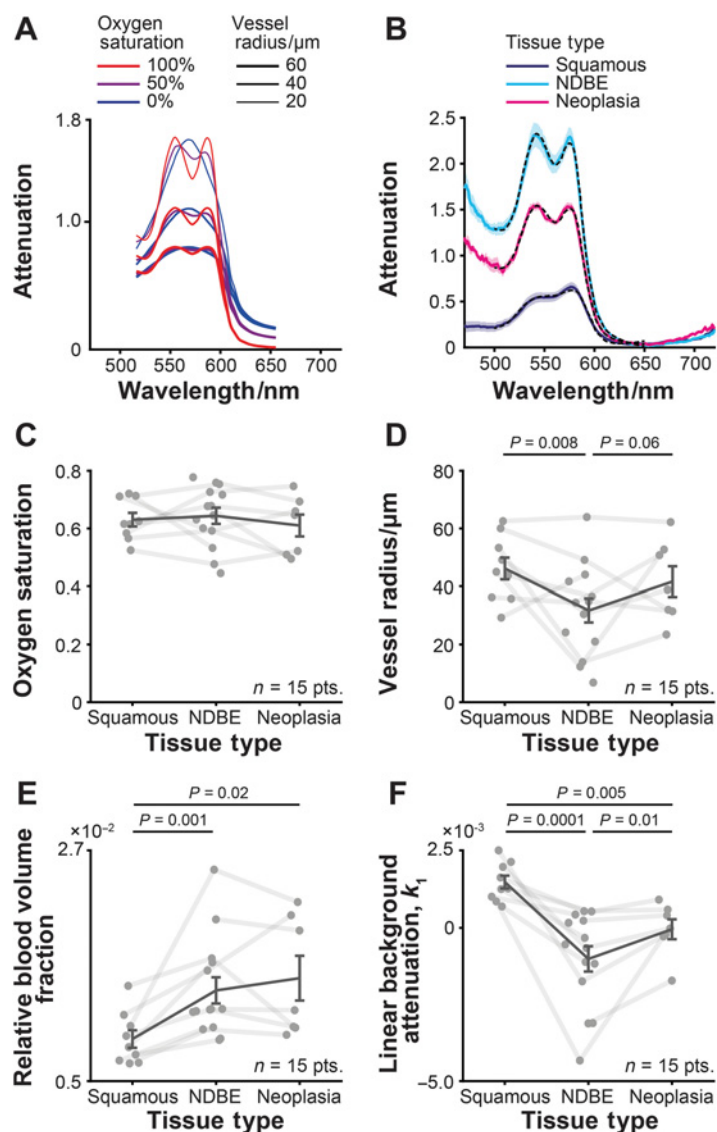 A
Oxygen saturation
100%
50%
0%
Vessel radius/µm
60
40
20
1.8
1.0
0
Attenuation
500 550 600 650 700
Wavelength/nm
B
Tissue type
Squamous
NDBE
Neoplasia
2.5
2.0
1.5
1.0
0.5
0
Attenuation
500 550 600 650 700
Wavelength/nm
C
0.8
0.6
0.4
0.2
0
Oxygen saturation
n = 15 pts.
Squamous NDBE Neoplasia
Tissue type
D
P = 0.008 P = 0.06
80
60
40
20
0
Vessel radius/µm
n = 15 pts.
Squamous NDBE Neoplasia
Tissue type
E
P = 0.02
P = 0.001
×10−2
2.7
0.5
Relative blood volume
fraction
n = 15 pts.
Squamous NDBE Neoplasia
Tissue type
F
P = 0.005
P = 0.0001 P = 0.01
×10−3
2.5
0
−5.0
Linear background
attenuation, k1
n = 15 pts.
Squamous NDBE Neoplasia
Tissue type